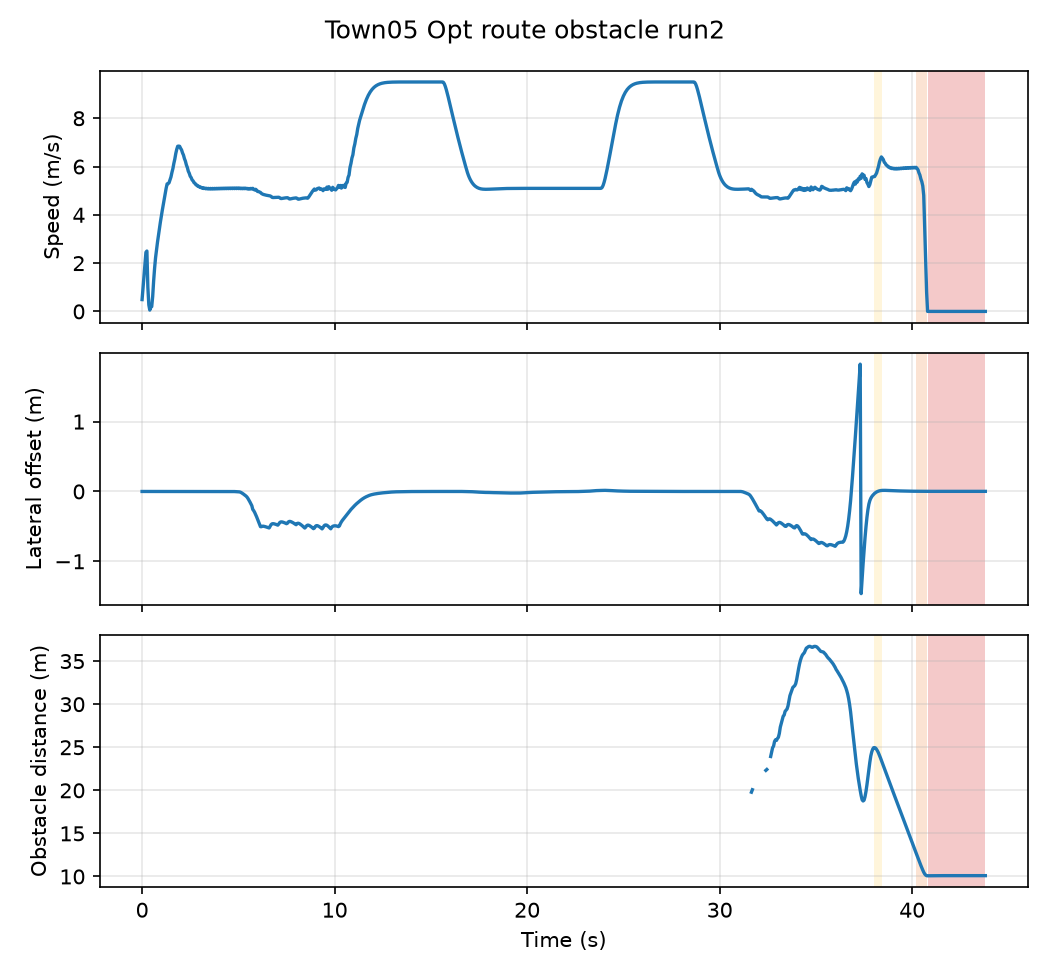 Town05 Opt route obstacle run2
Speed (m/s)
8
6
4
2
0
Lateral offset (m)
1
0
−1
Obstacle distance (m)
35
30
25
20
15
10
0 10 20 30 40
Time (s)